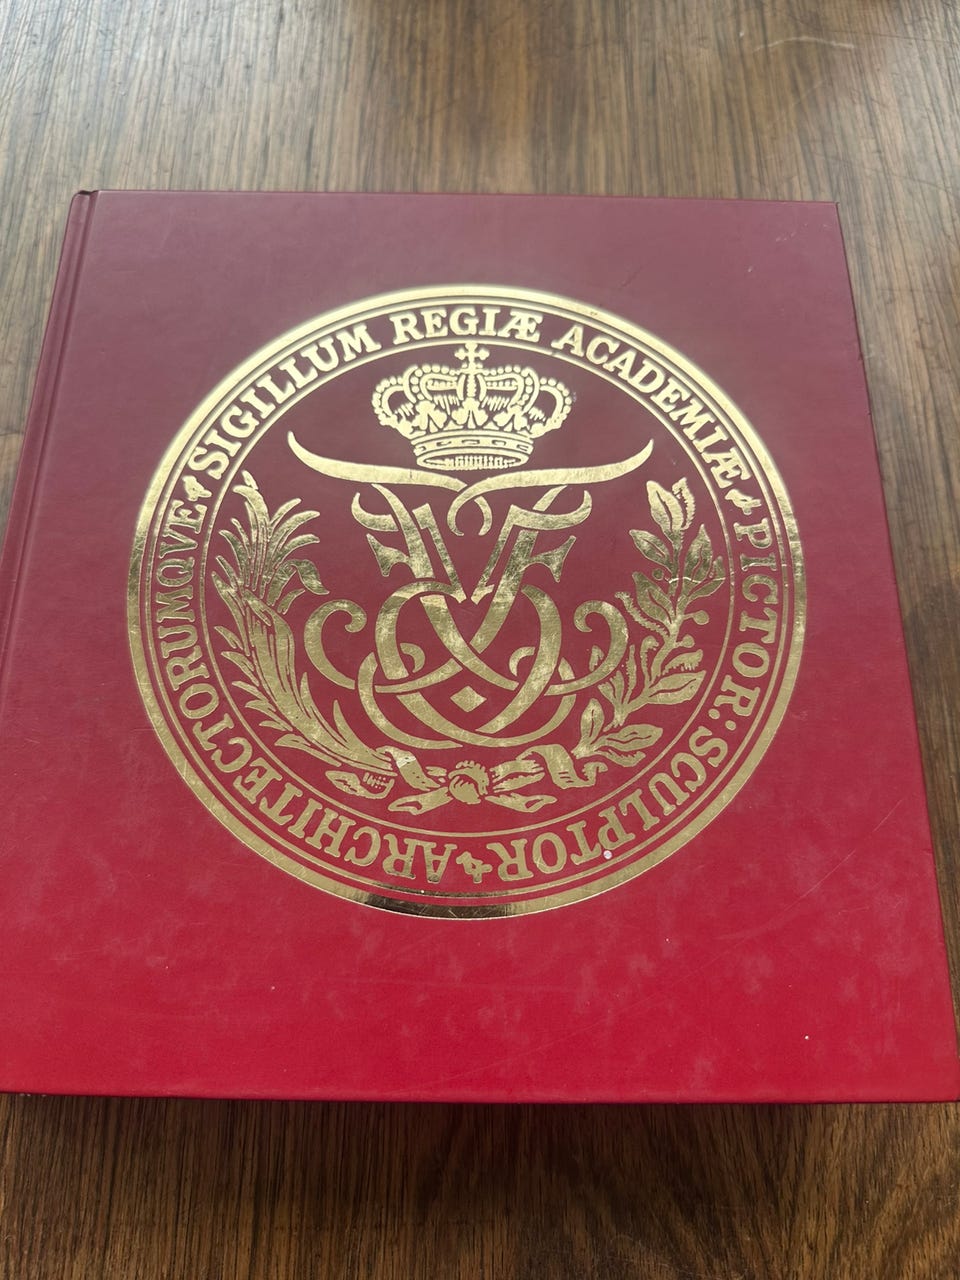 SIGILLUM REGIÆ ACADEMIÆ PICTOR: SCULPTOR ARCHITECTORUMQVE